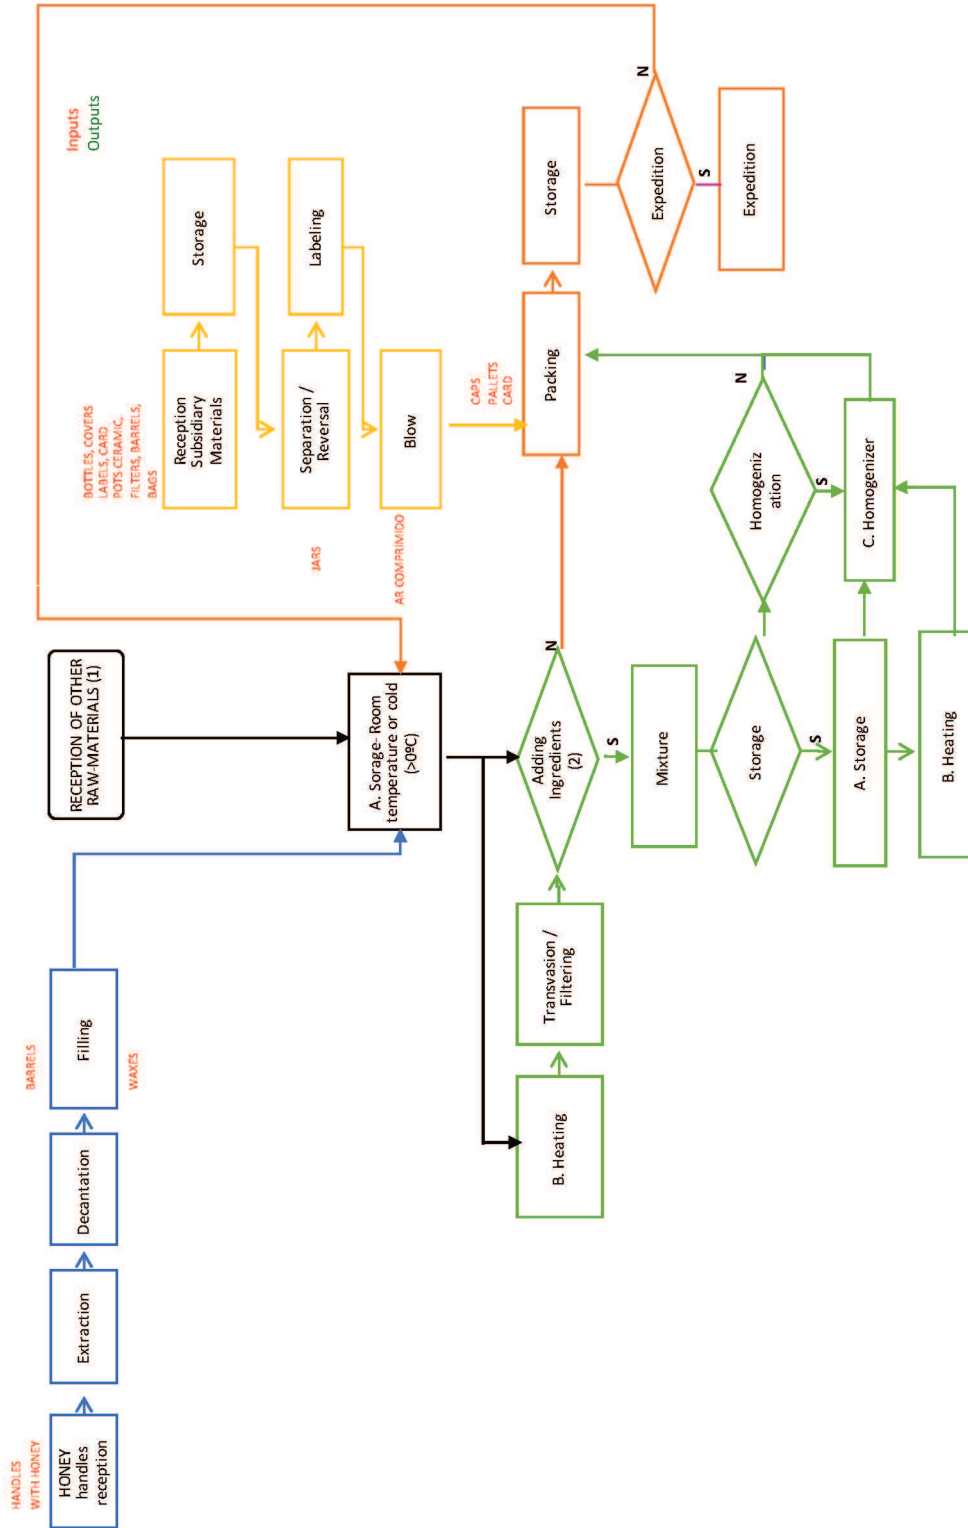 HANDLES
WITH HONEY
HONEY
handles
reception
Extraction
Decantation
BARRELS
Filling
WAXES
RECEPTION OF OTHER
RAW-MATERIALS (1)
BOTTLES, COVERS
LABELS, CARD
POTS CERAMIC,
FILTERS, BARRELS,
BAGS
Reception
Subsidiary
Materials
Storage
Inputs
Outputs
JARS
Separation /
Reversal
Labeling
AR COMPRIMIDO
Blow
A. Sorage- Room
temperature or cold
(>0ºC)
CAPS
PALLETS
CARD
B. Heating
Transvasion /
Filtering
Adding
Ingredients
(2)
N
S
Packing
Storage
Mixture
Expedition
N
S
Expedition
Storage
S
Homogeniz
ation
N
S
A. Storage
C. Homogenizer
B. Heating